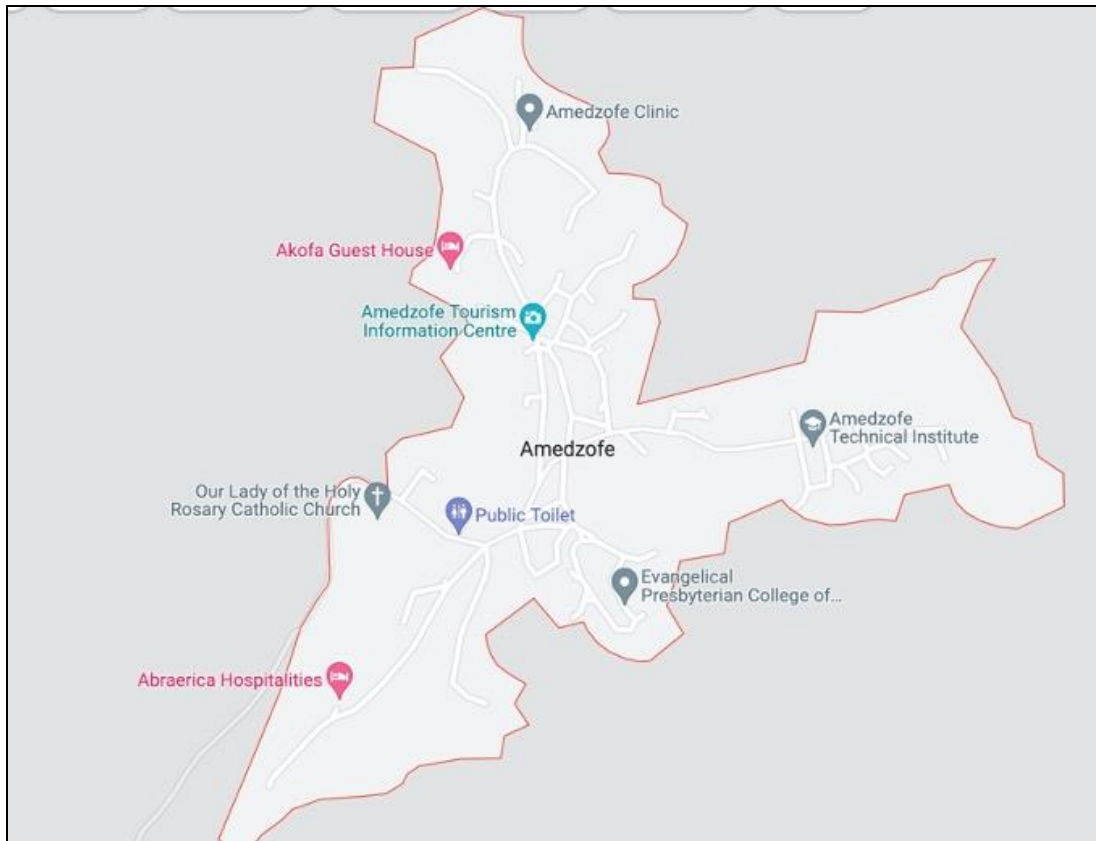 Amedzofe Clinic
Akofa Guest House
Amedzofe Tourism
Information Centre
Amedzofe
Technical Institute
Amedzofe
Our Lady of the Holy
Rosary Catholic Church
Public Toilet
Evangelical
Presbyterian College of...
Abraerica Hospitalities